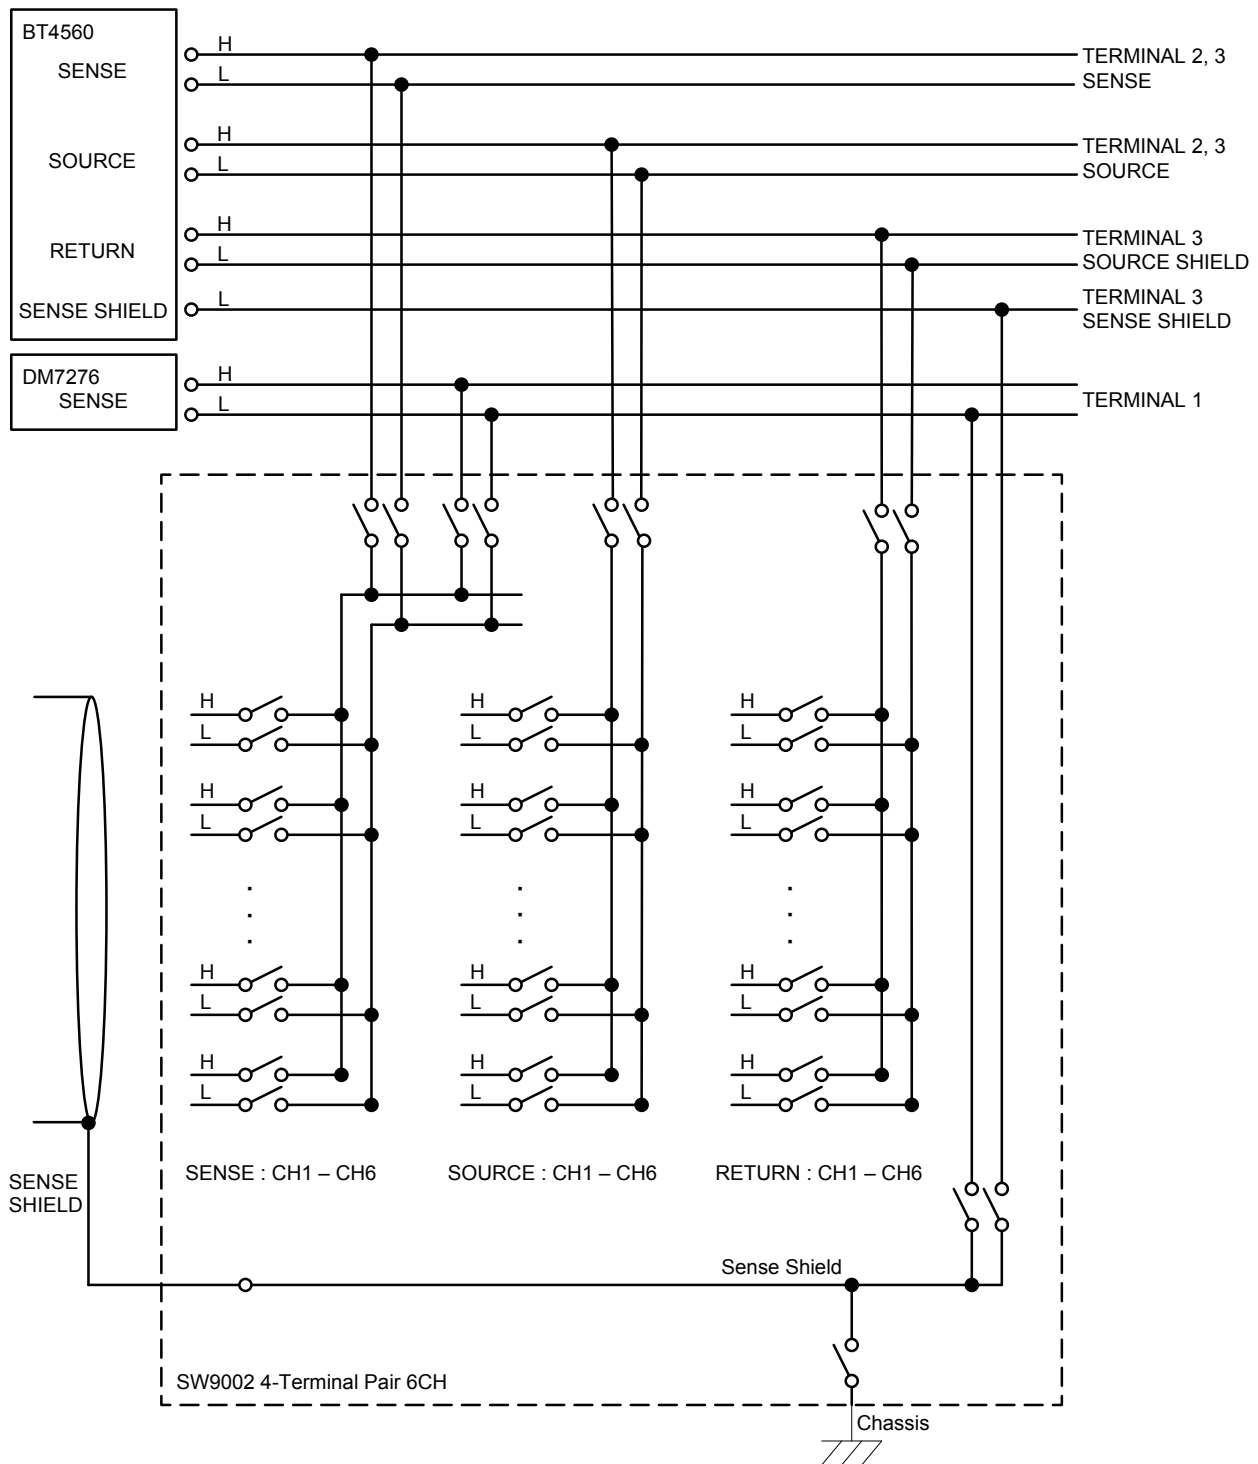 BT4560
SENSE
H
L
TERMINAL 2, 3
SENSE
SOURCE
H
L
TERMINAL 2, 3
SOURCE
RETURN
H
L
TERMINAL 3
SOURCE SHIELD
SENSE SHIELD
L
TERMINAL 3
SENSE SHIELD
DM7276
SENSE
H
L
TERMINAL 1
H
L
H
L
H
L
H
L
SENSE : CH1 – CH6
H
L
H
L
H
L
H
L
SOURCE : CH1 – CH6
H
L
H
L
H
L
H
L
RETURN : CH1 – CH6
SENSE
SHIELD
Sense Shield
SW9002 4-Terminal Pair 6CH
Chassis